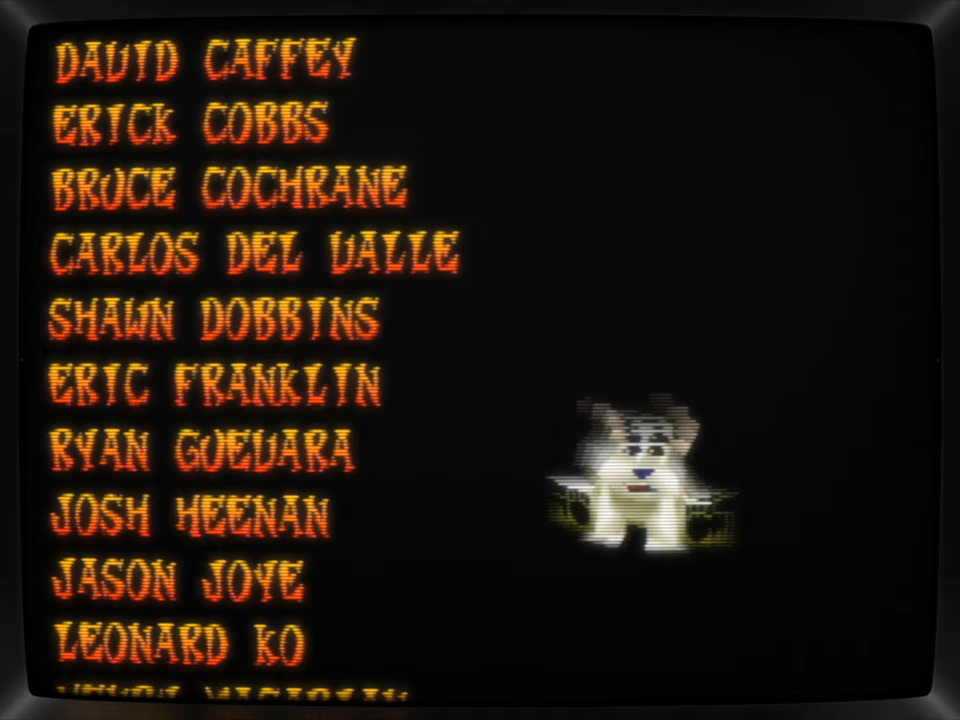 DAVID CAFFEY
ERICK COBBS
BRUCE COCHRANE
CARLOS DEL VALLE
SHAWN DOBBINS
ERIC FRANKLIN
RYAN GUEVARA
JOSH HEENAN
JASON JOYE
LEONARD KO